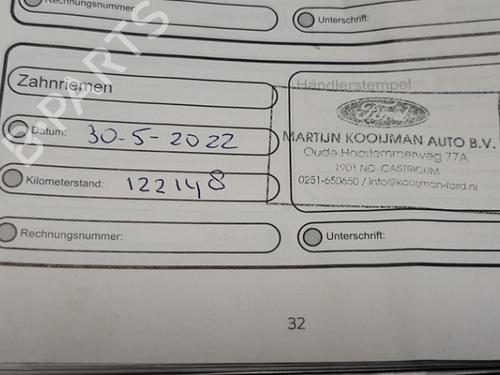 Rechnungsnummer
Unterschrift:
Zahnriemen
Händlerstempel
Datum: 30-5-2022
Ford
MARTIJN KOOIJMAN AUTO B.V.
Oude Haarlemmerweg 77A
1901 ND CASTRICUM
Kilometerstand: 122148
0251-650650 / info@kooijman-ford.nl
Rechnungsnummer:
Unterschrift:
32
B-PARTS